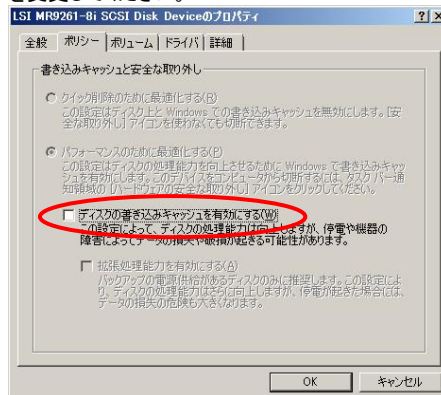 LSI MR9261-8i SCSI Disk Deviceのプロパティ ? ×
全般 ポリシー ボリューム ドライバ 詳細
書き込みキャッシュと安全な取り外し
クイック削除のために最適化する(R)
この設定はディスク上と Windows での書き込みキャッシュを無効にします。[安
全な取り外し] アイコンを使わなくても切断できます。
パフォーマンスのために最適化する(P)
この設定はディスクの処理能力を向上させるために Windows で書き込みキャッ
シュを有効にします。このデバイスをコンピュータから切断するには、タスク バー通
知領域の [ハードウェアの安全な取り外し] アイコンをクリックしてください。
ディスクの書き込みキャッシュを有効にする(W)
この設定によって、ディスクの処理能力は向上しますが、停電や機器の
障害によってデータの損失や破損が起きる可能性があります。
拡張処理能力を有効にする(A)
バックアップの電源供給があるディスクのみに推奨します。この設定によ
り、ディスクの処理能力はさらに向上しますが、停電が起きた場合には、
データの損失の危険も大きくなります。
OK キャンセル